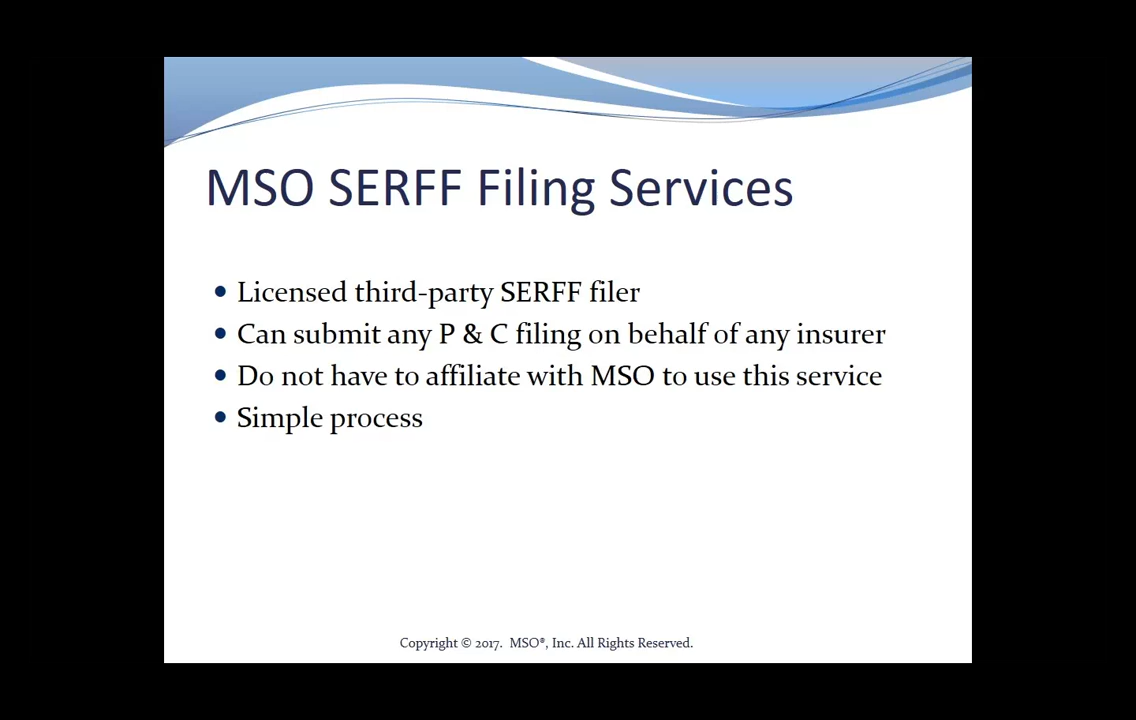 MSO SERFF Filing Services
• Licensed third-party SERFF filer
• Can submit any P & C filing on behalf of any insurer
• Do not have to affiliate with MSO to use this service
• Simple process
Copyright © 2017.  MSO®, Inc. All Rights Reserved.